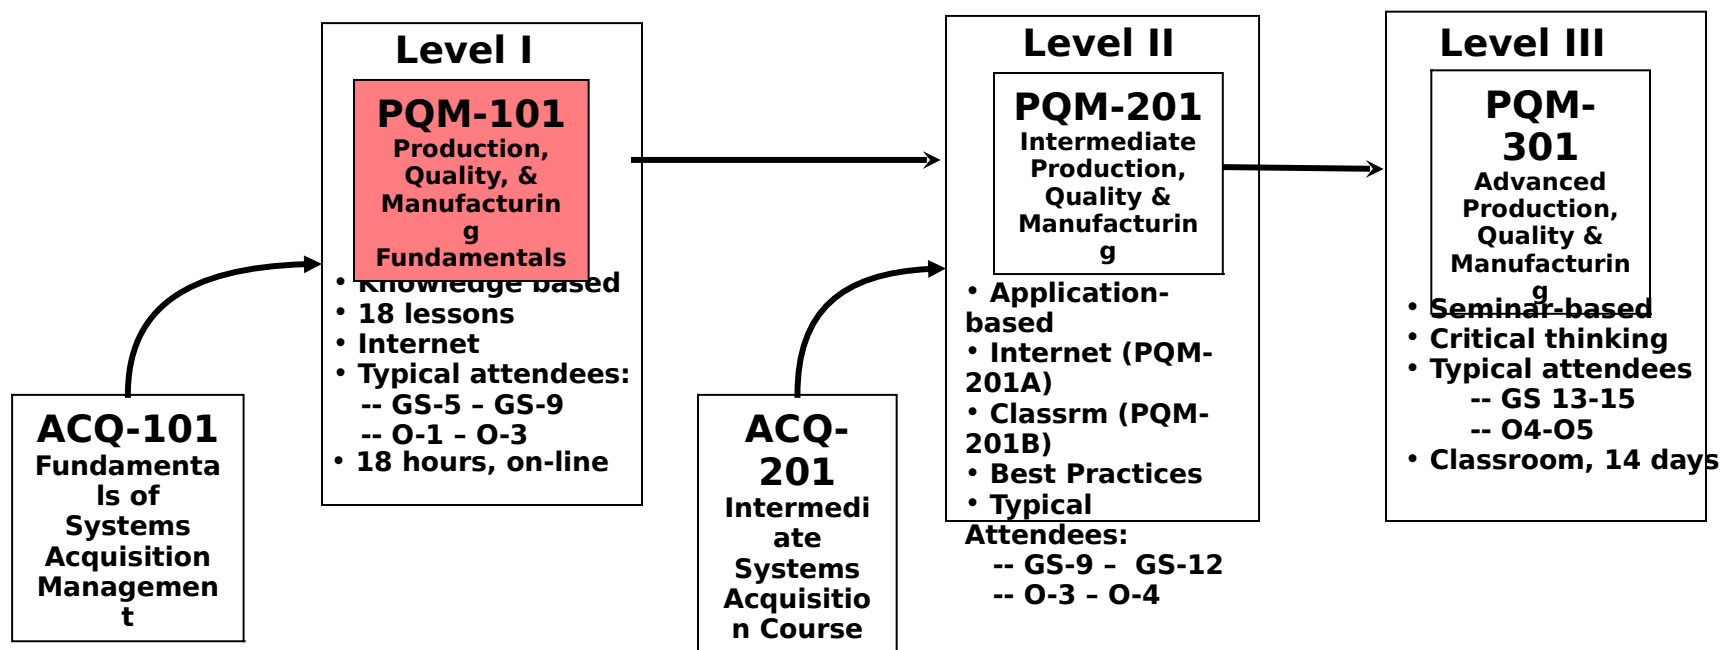 Level I
PQM-101
Production,
Quality, &
Manufacturin
g
Fundamentals
• Knowledge based
• 18 lessons
• Internet
• Typical attendees:
-- GS-5 – GS-9
-- O-1 – O-3
• 18 hours, on-line
ACQ-101
Fundamenta
ls of
Systems
Acquisition
Managemen
t
Level II
PQM-201
Intermediate
Production,
Quality &
Manufacturin
g
• Application-
based
• Internet (PQM-
201A)
• Classrm (PQM-
201B)
• Best Practices
• Typical
Attendees:
-- GS-9 – GS-12
-- O-3 – O-4
ACQ-
201
Intermedi
ate
Systems
Acquisitio
n Course
Level III
PQM-
301
Advanced
Production,
Quality &
Manufacturin
g
• Seminar-based
• Critical thinking
• Typical attendees
-- GS 13-15
-- O4-O5
• Classroom, 14 days